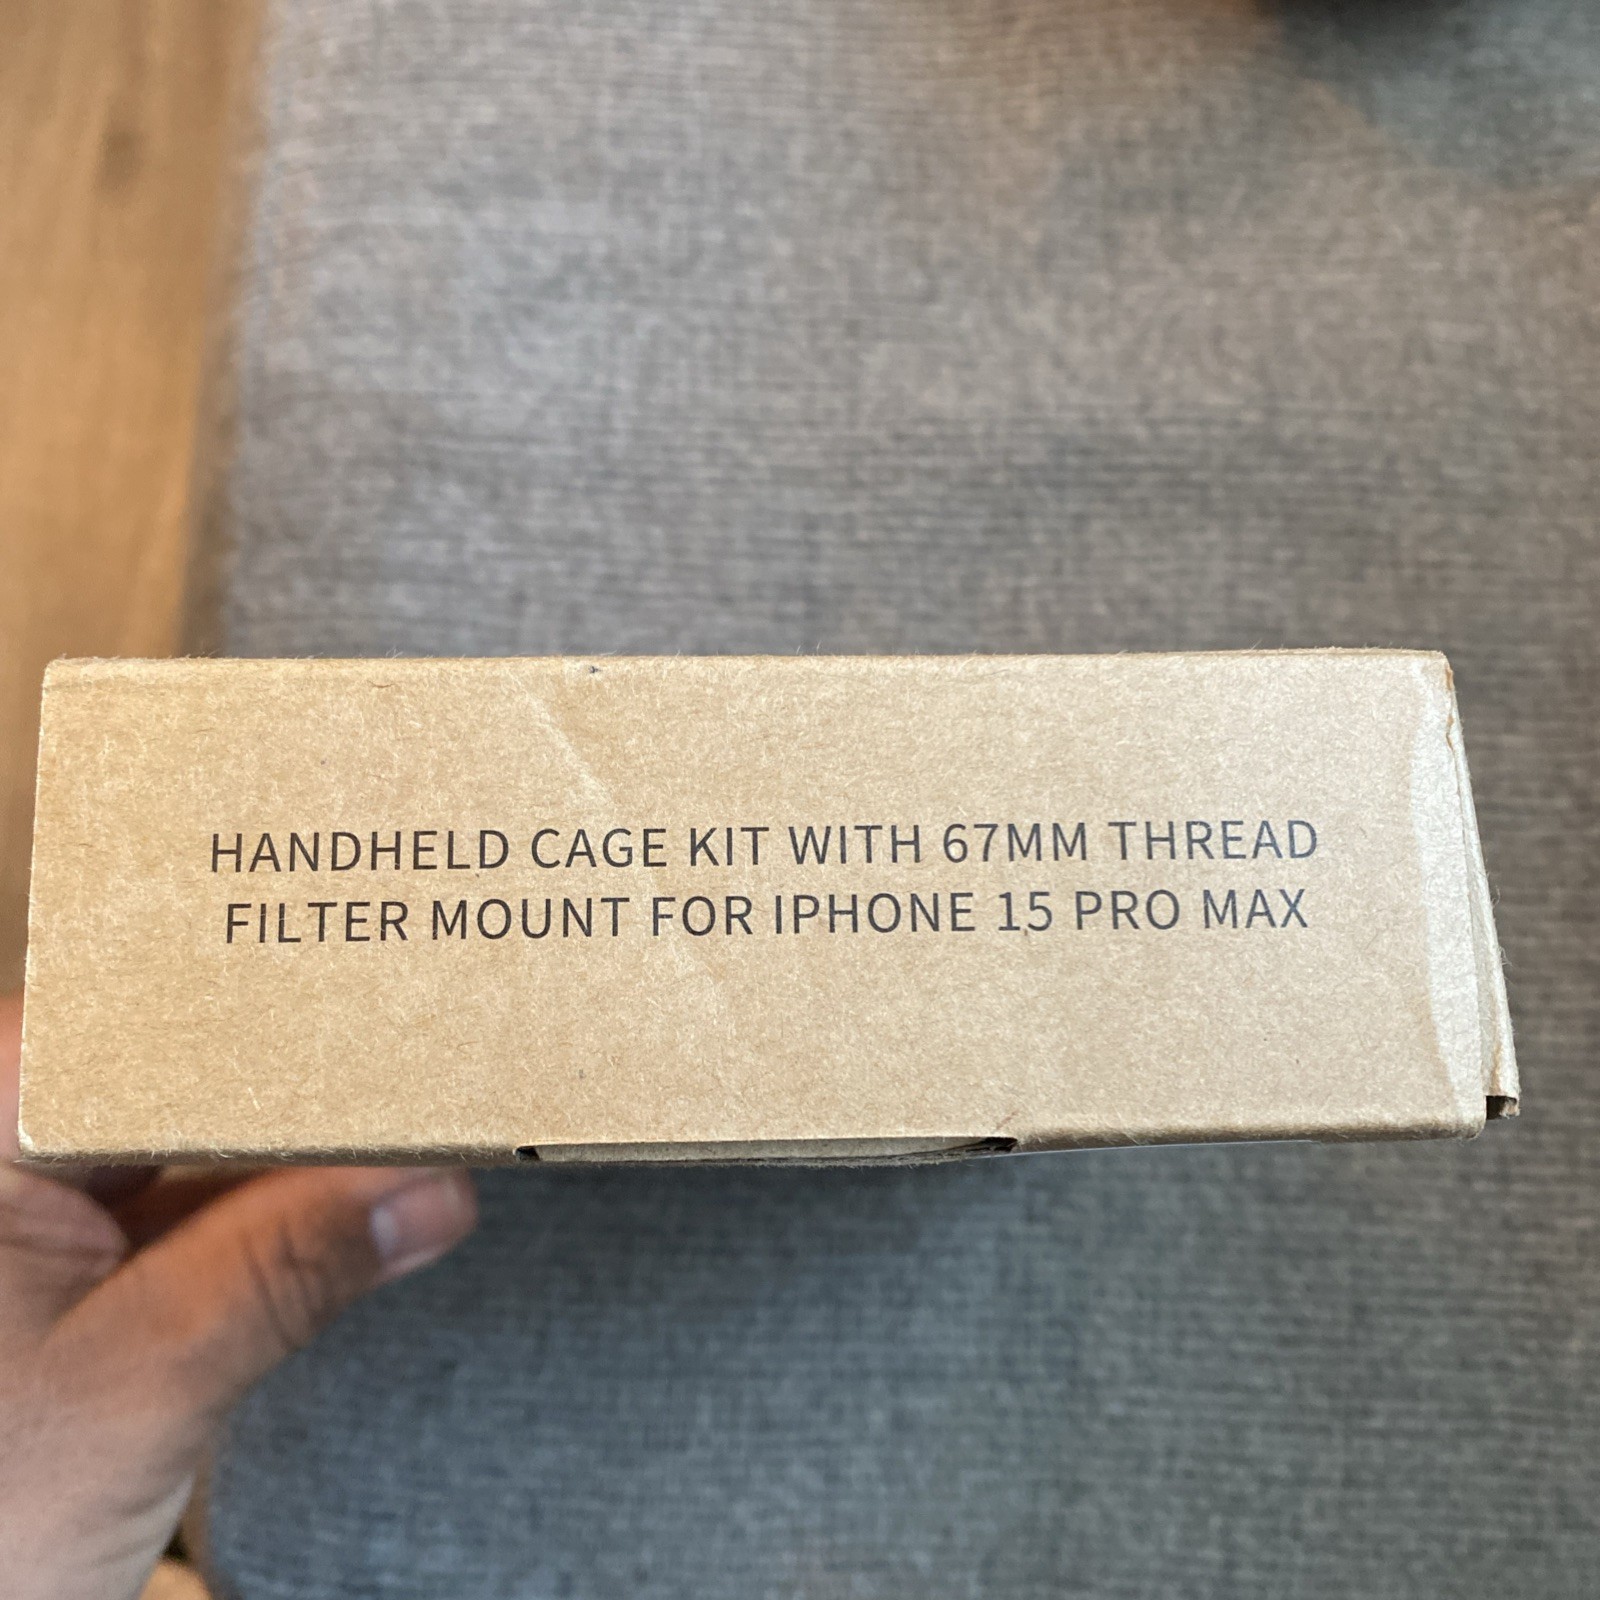 HANDHELD CAGE KIT WITH 67MM THREAD
FILTER MOUNT FOR IPHONE 15 PRO MAX